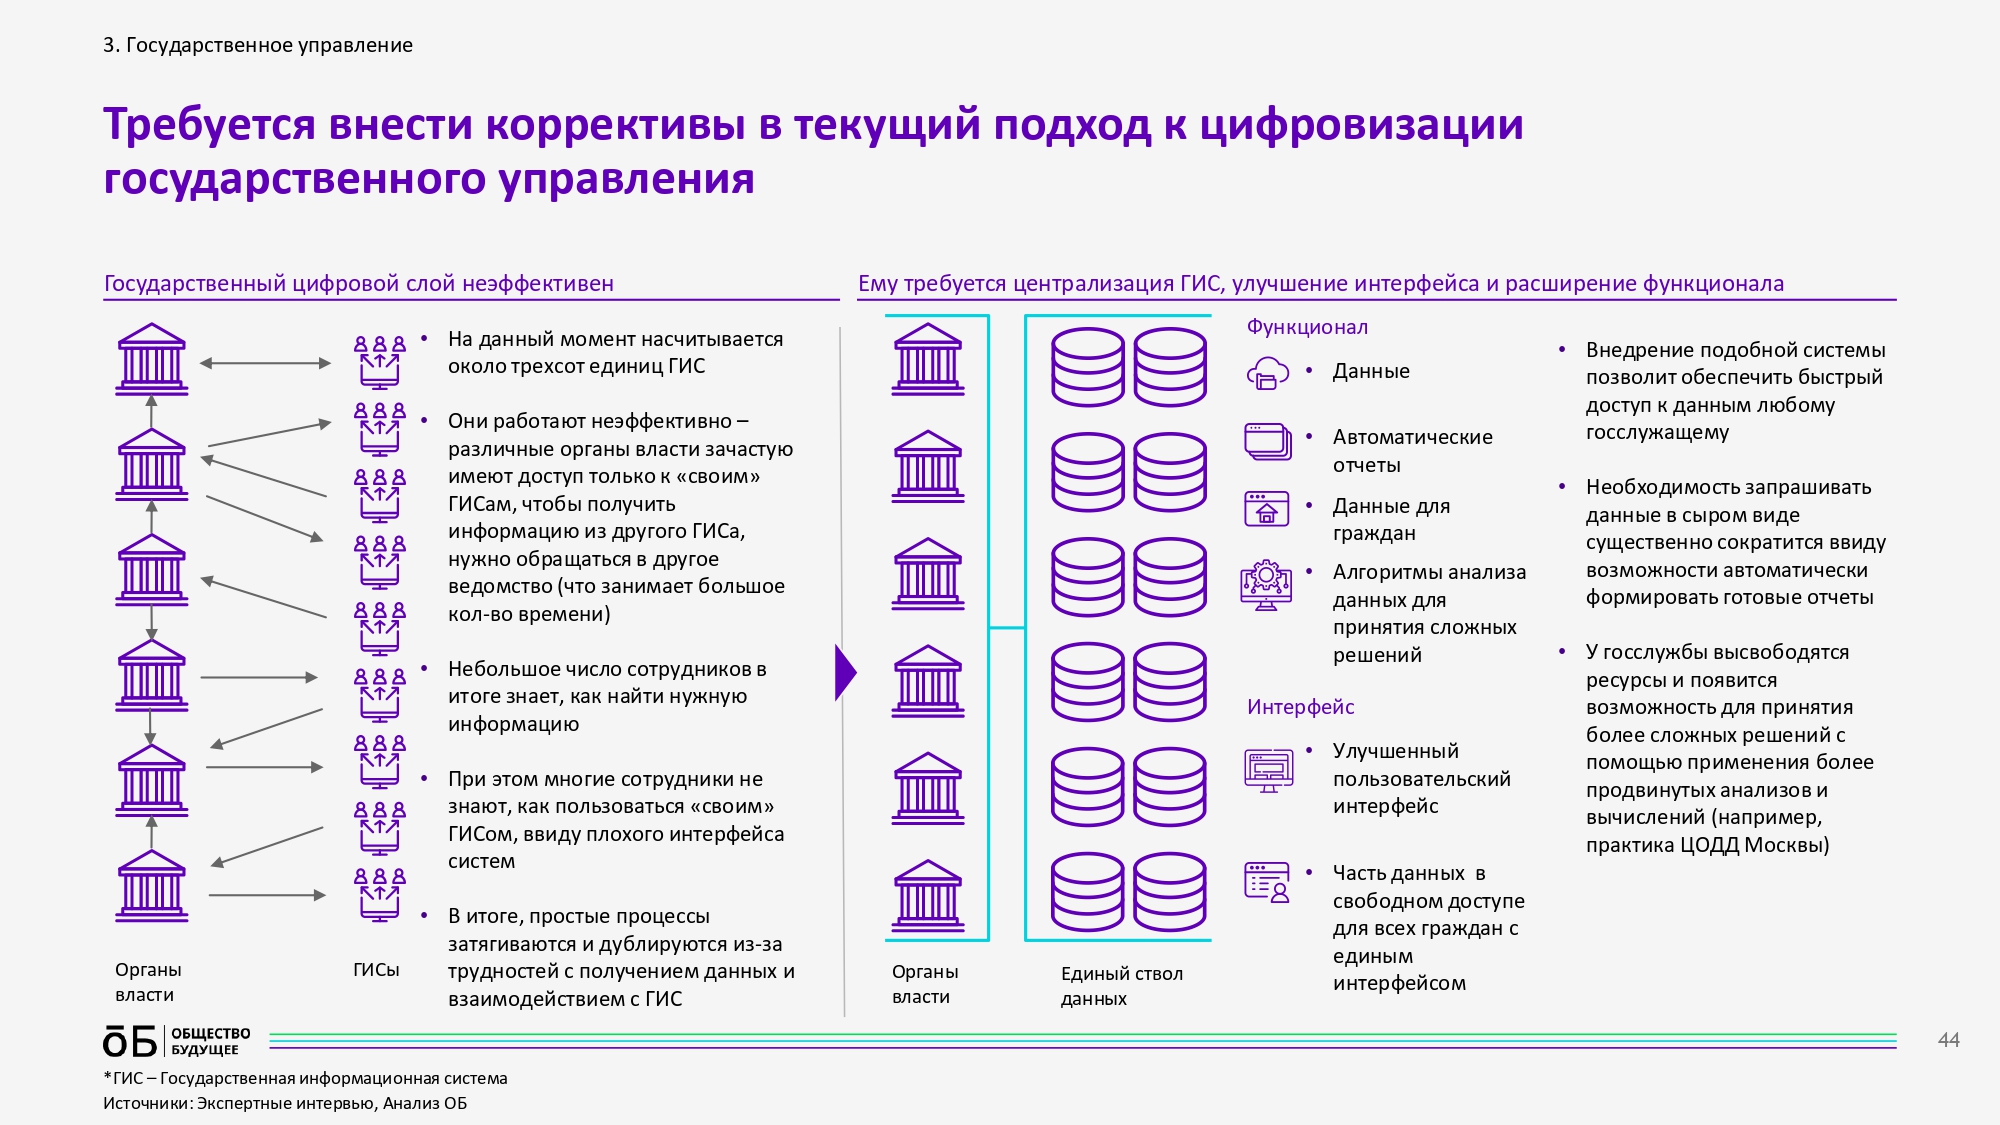 3. Государственное управление
Требуется внести коррективы в текущий подход к цифровизации
государственного управления
Государственный цифровой слой неэффективен
На данный момент насчитывается
около трехсот единиц ГИС
Они работают неэффективно –
различные органы власти зачастую
имеют доступ только к «своим»
ГИСам, чтобы получить
информацию из другого ГИСа,
нужно обращаться в другое
ведомство (что занимает большое
кол-во времени)
Небольшое число сотрудников в
итоге знает, как найти нужную
информацию
При этом многие сотрудники не
знают, как пользоваться «своим»
ГИСом, ввиду плохого интерфейса
систем
В итоге, простые процессы
затягиваются и дублируются из-за
трудностей с получением данных и
взаимодействием с ГИС
Органы
власти
ГИСы
Ему требуется централизация ГИС, улучшение интерфейса и расширение функционала
Органы
власти
Единый ствол
данных
Функционал
Данные
Автоматические
отчеты
Данные для
граждан
Алгоритмы анализа
данных для
принятия сложных
решений
Интерфейс
Улучшенный
пользовательский
интерфейс
Часть данных в
свободном доступе
для всех граждан с
единым
интерфейсом
Внедрение подобной системы
позволит обеспечить быстрый
доступ к данным любому
госслужащему
Необходимость запрашивать
данные в сыром виде
существенно сократится ввиду
возможности автоматически
формировать готовые отчеты
У госслужбы высвободятся
ресурсы и появится
возможность для принятия
более сложных решений с
помощью применения более
продвинутых анализов и
вычислений (например,
практика ЦОДД Москвы)
ОБ ОБЩЕСТВО
БУДУЩЕЕ
44
*ГИС – Государственная информационная система
Источники: Экспертные интервью, Анализ ОБ